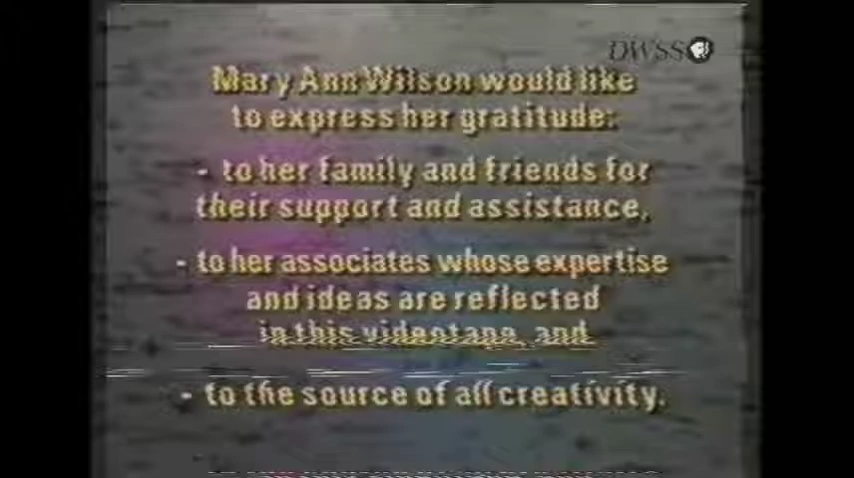 DWSS
Mary Ann Wilson would like
to express her gratitude:
- to her family and friends for
their support and assistance,
- to her associates whose expertise
and ideas are reflected
in this videotape, and
- to the source of all creativity.